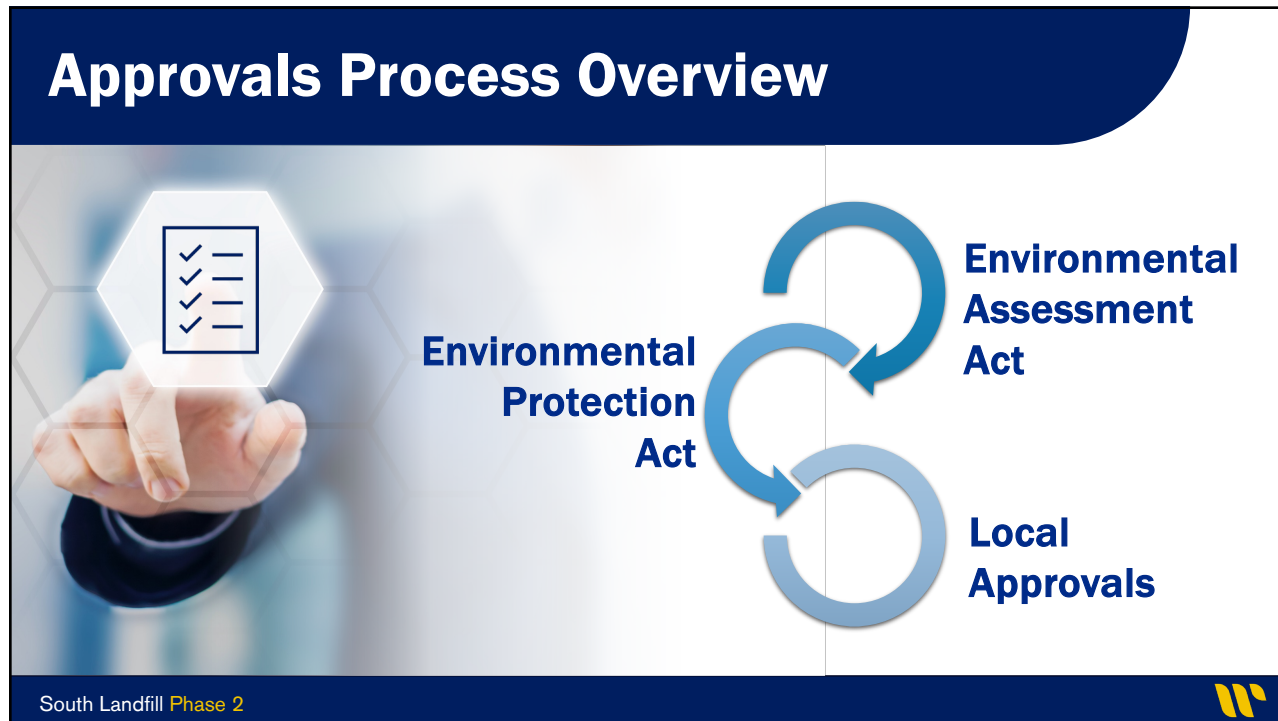 Approvals Process Overview
Environmental
Assessment
Act
Environmental
Protection
Act
Local
Approvals
South Landfill Phase 2